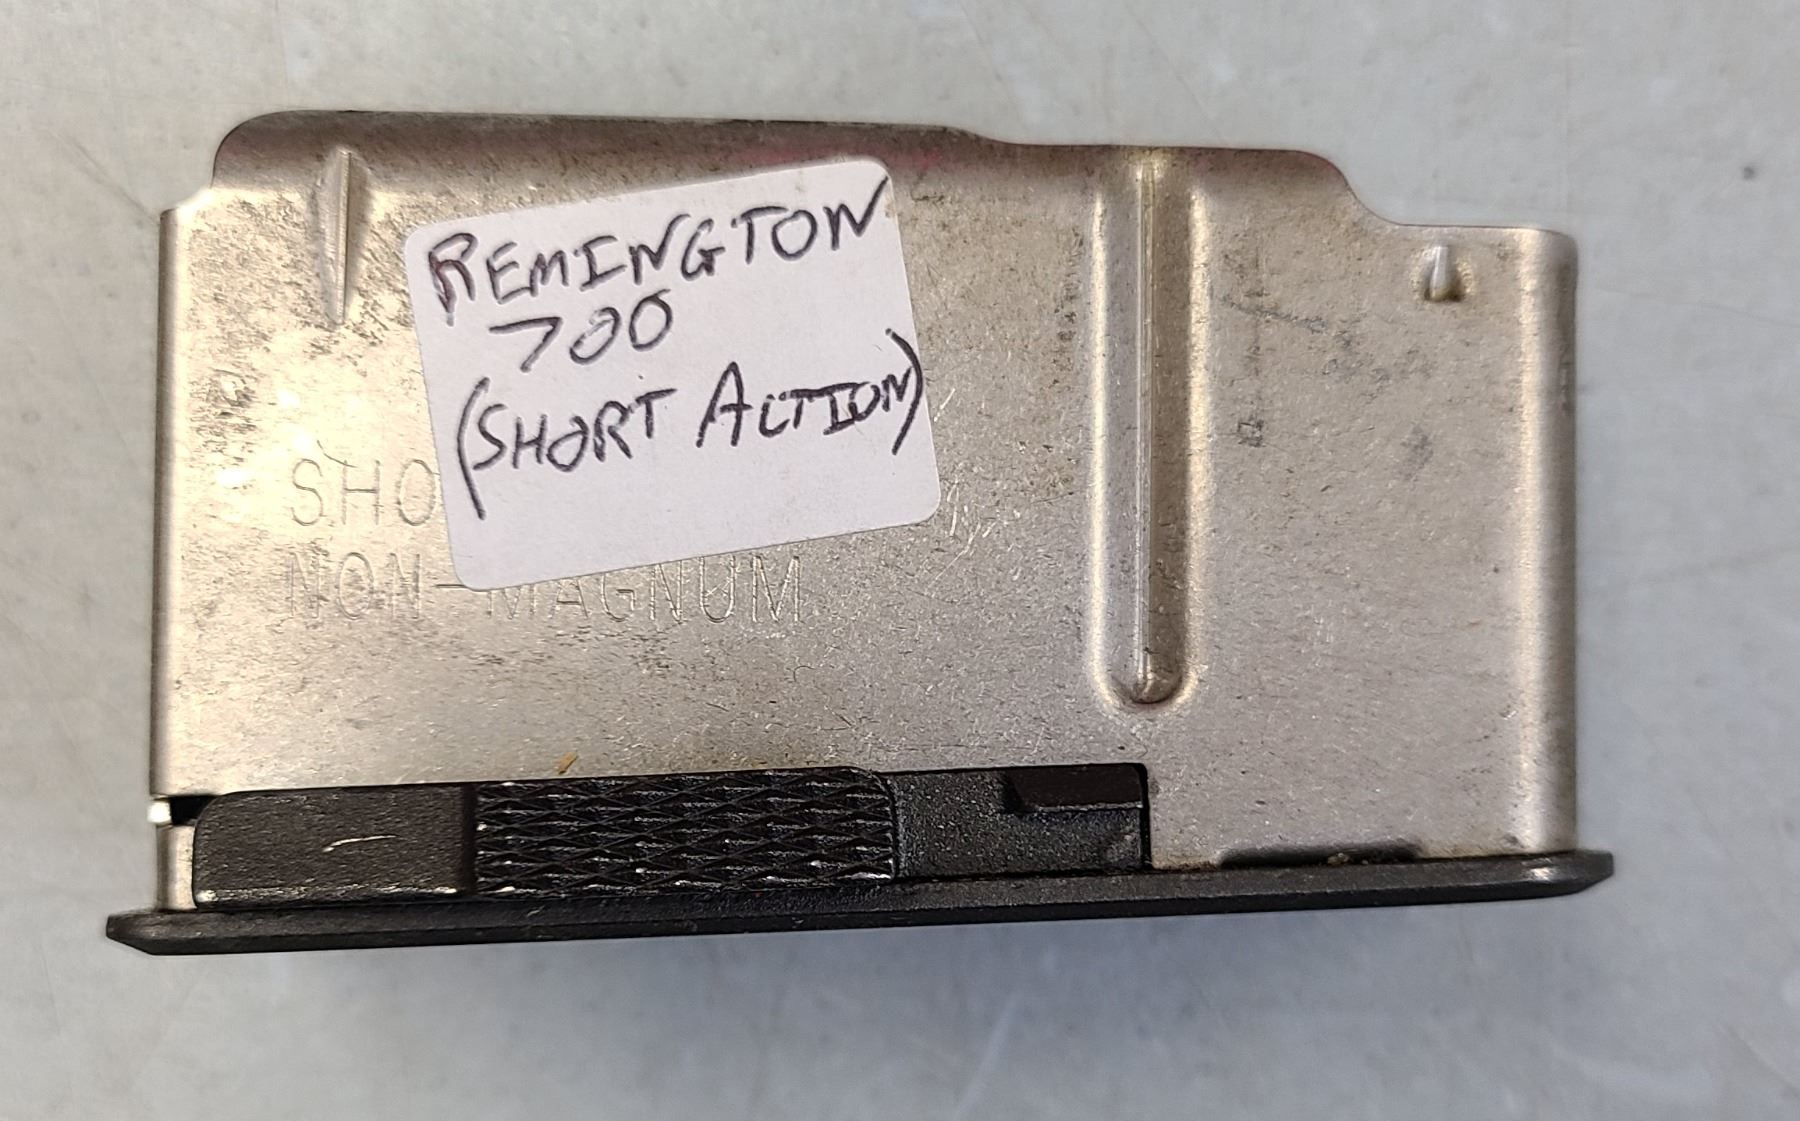 REMINGTON
700
(SHORT ACTION)
SHO
NON-MAGNUM